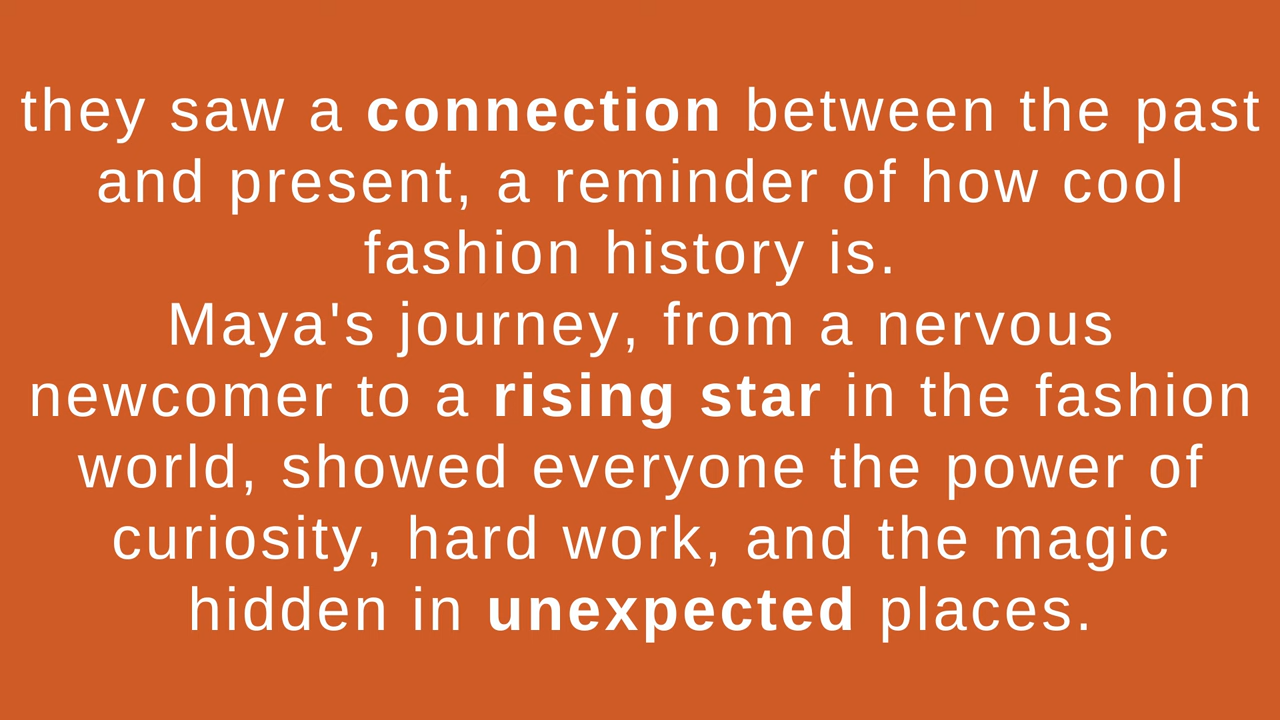 they saw a connection between the past
and present, a reminder of how cool
fashion history is.
Maya's journey, from a nervous
newcomer to a rising star in the fashion
world, showed everyone the power of
curiosity, hard work, and the magic
hidden in unexpected places.